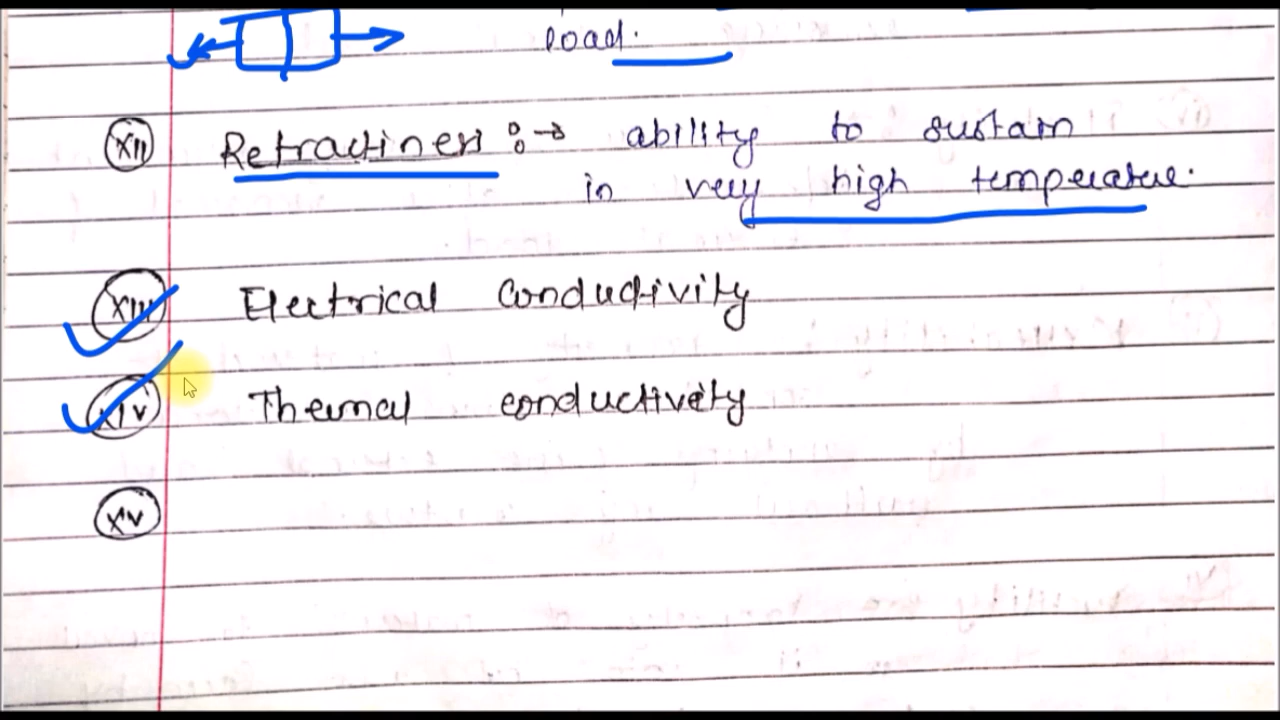 load.
XII Retractiness :→ ability to sustain
in very high temperature.
XIII Electrical conductivity
XIV Thermal conductivity
XV